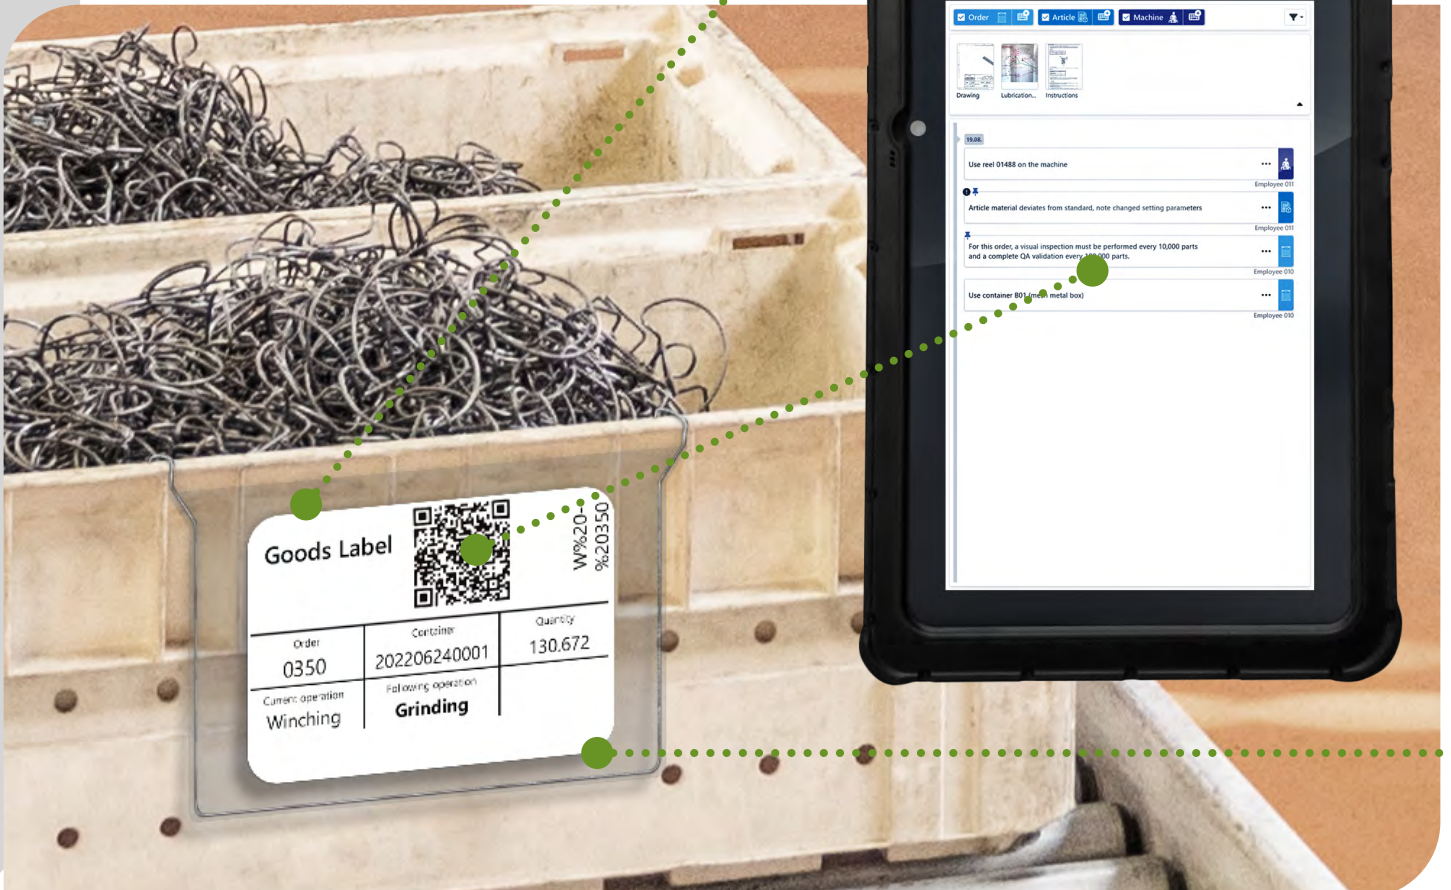 Order
Article
Machine
Drawing
Lubrication...
Instructions
19.08.
Use reel 01488 on the machine
Employee 011
Article material deviates from standard, note changed setting parameters
Employee 011
For this order, a visual inspection must be performed every 10,000 parts
and a complete QA validation every 000 parts.
Employee 010
Use container B01 metal box)
Employee 010
Goods Label
W%20-
%20350
Order
Container
Quantity
0350
202206240001
130.672
Current operation
Following operation
Winching
Grinding